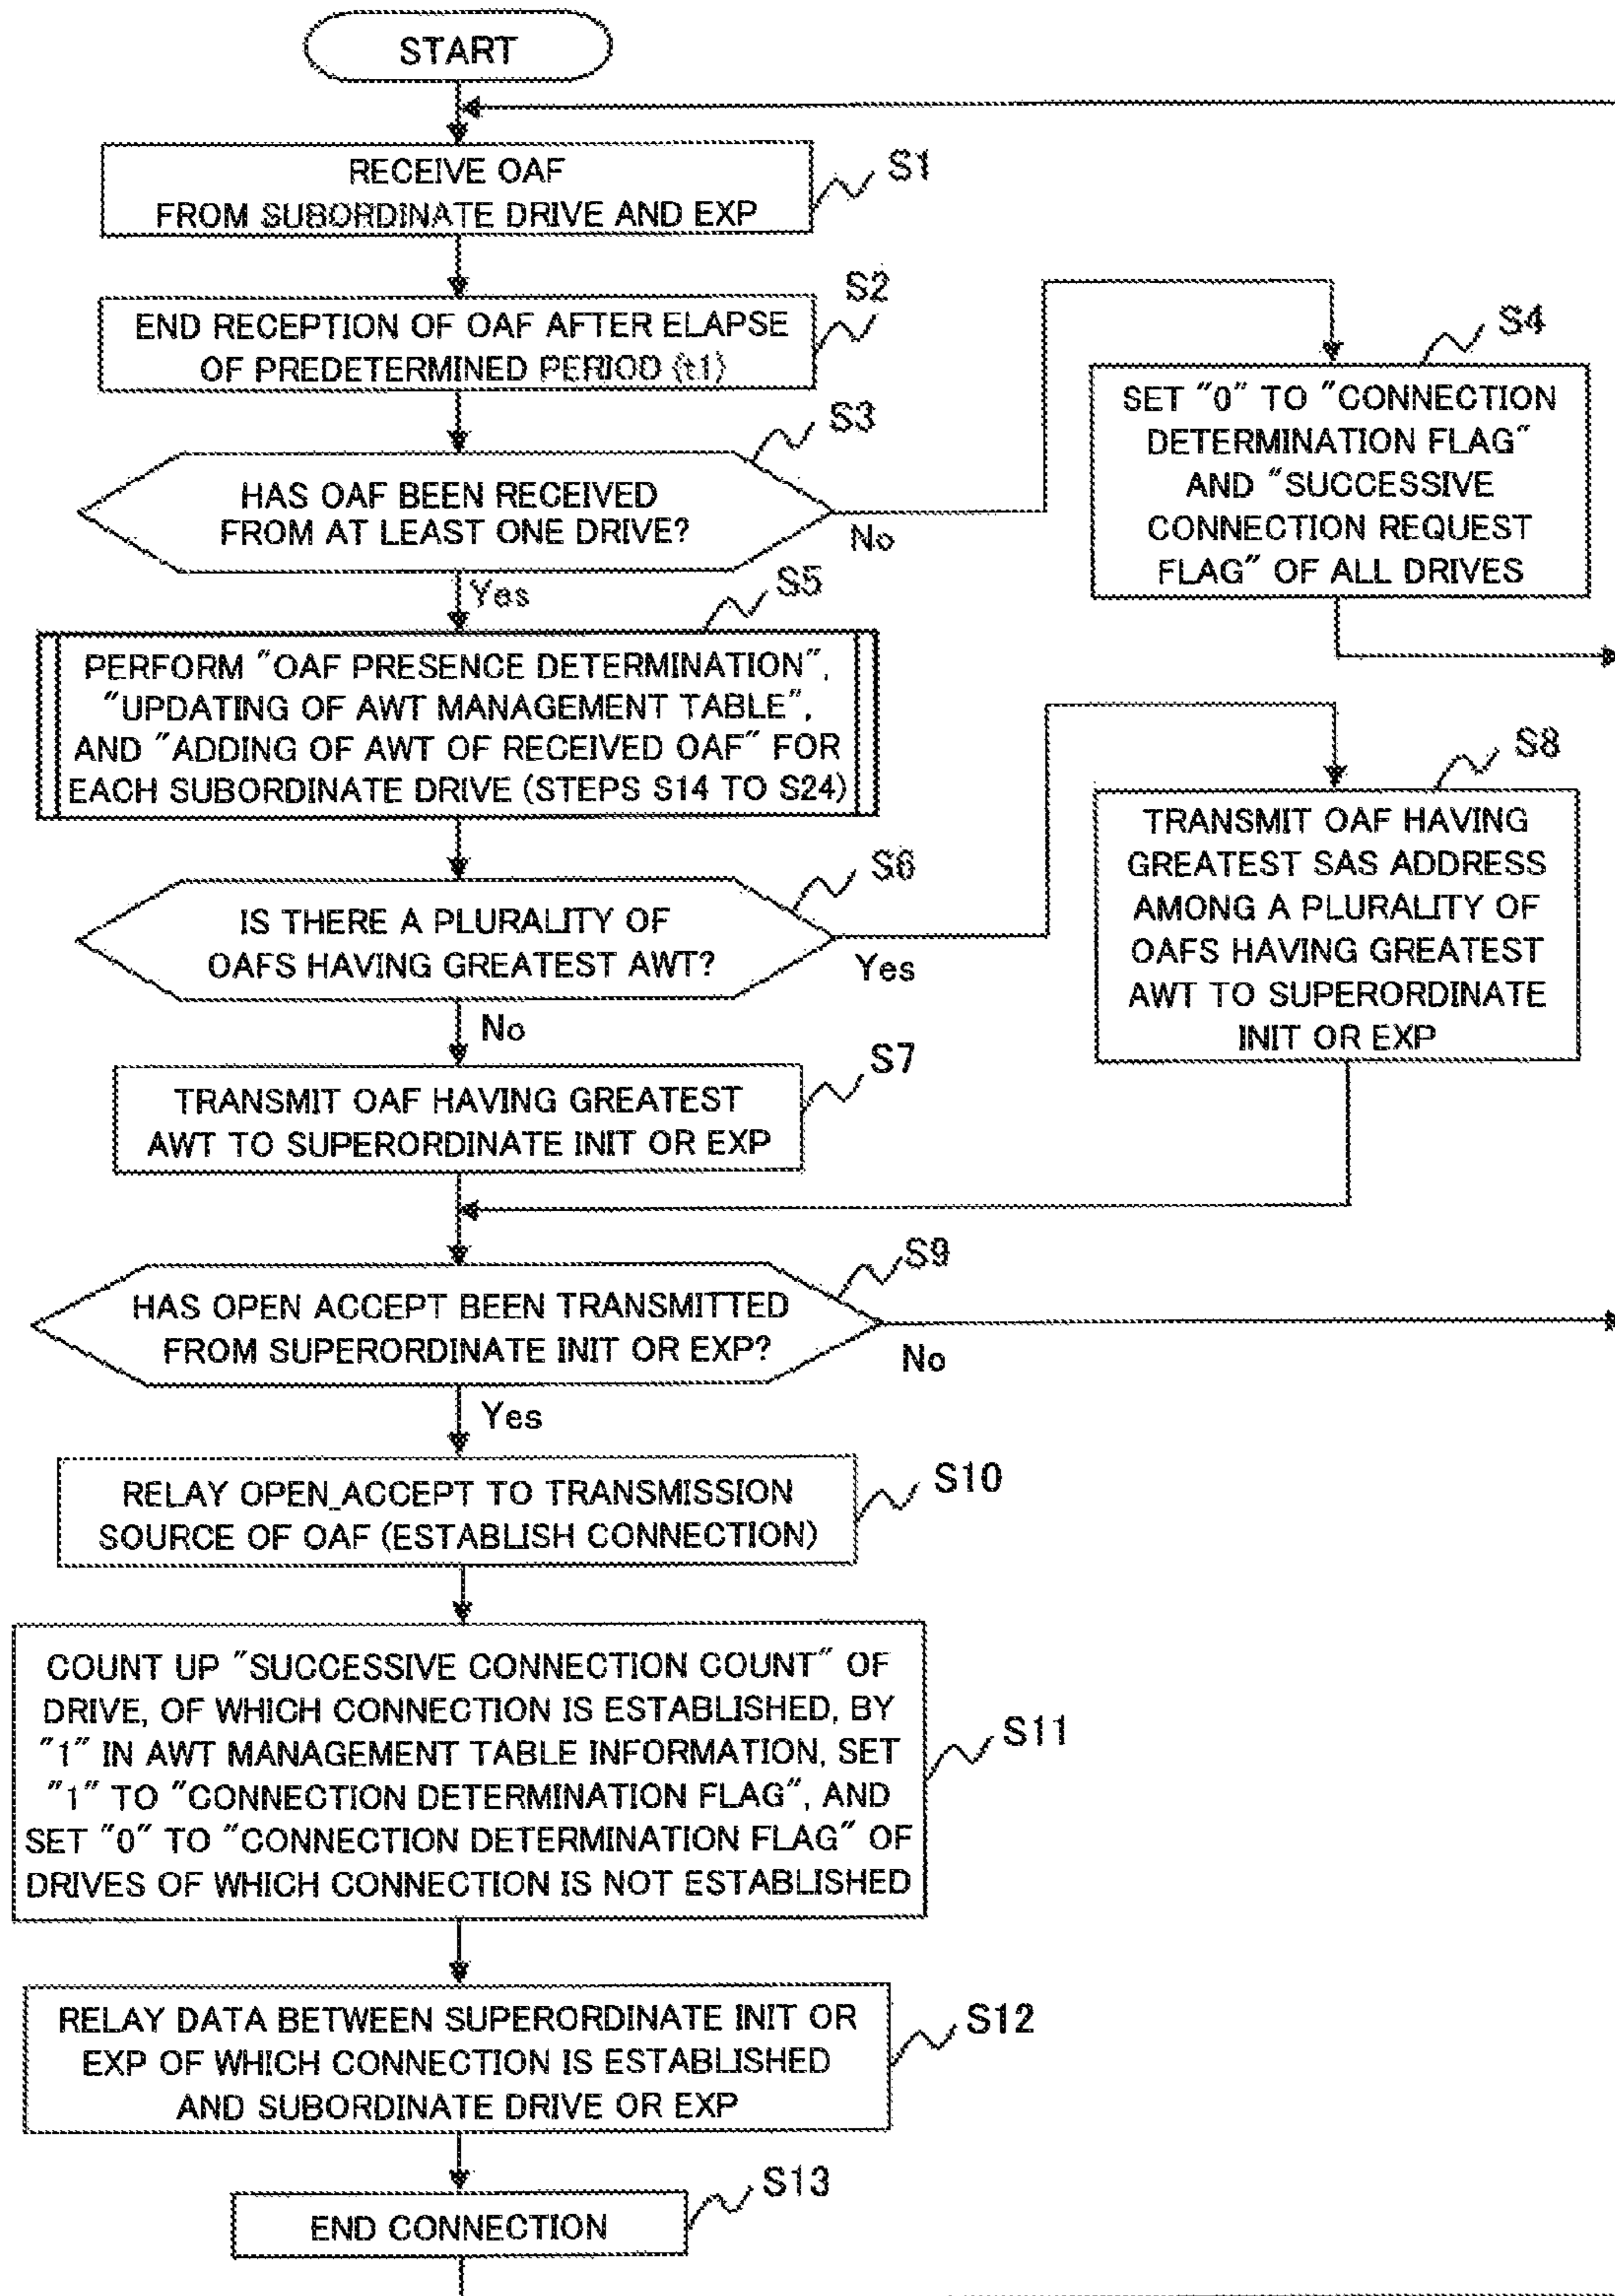 START
RECEIVE OAF
FROM SUBORDINATE DRIVE AND EXP
S1
END RECEPTION OF OAF AFTER ELAPSE
OF PREDETERMINED PERIOD (t1)
S2
HAS OAF BEEN RECEIVED
FROM AT LEAST ONE DRIVE?
S3
No
Yes
SET "0" TO "CONNECTION
DETERMINATION FLAG"
AND "SUCCESSIVE
CONNECTION REQUEST
FLAG" OF ALL DRIVES
S4
PERFORM "OAF PRESENCE DETERMINATION",
"UPDATING OF AWT MANAGEMENT TABLE",
AND "ADDING OF AWT OF RECEIVED OAF" FOR
EACH SUBORDINATE DRIVE (STEPS S14 TO S24)
S5
IS THERE A PLURALITY OF
OAFS HAVING GREATEST AWT?
S6
Yes
No
TRANSMIT OAF HAVING GREATEST
AWT TO SUPERORDINATE INIT OR EXP
S7
TRANSMIT OAF HAVING
GREATEST SAS ADDRESS
AMONG A PLURALITY OF
OAFS HAVING GREATEST
AWT TO SUPERORDINATE
INIT OR EXP
S8
HAS OPEN ACCEPT BEEN TRANSMITTED
FROM SUPERORDINATE INIT OR EXP?
S9
No
Yes
RELAY OPEN_ACCEPT TO TRANSMISSION
SOURCE OF OAF (ESTABLISH CONNECTION)
S10
COUNT UP "SUCCESSIVE CONNECTION COUNT" OF
DRIVE, OF WHICH CONNECTION IS ESTABLISHED, BY
"1" IN AWT MANAGEMENT TABLE INFORMATION, SET
"1" TO "CONNECTION DETERMINATION FLAG", AND
SET "0" TO "CONNECTION DETERMINATION FLAG" OF
DRIVES OF WHICH CONNECTION IS NOT ESTABLISHED
S11
RELAY DATA BETWEEN SUPERORDINATE INIT OR
EXP OF WHICH CONNECTION IS ESTABLISHED
AND SUBORDINATE DRIVE OR EXP
S12
END CONNECTION
S13